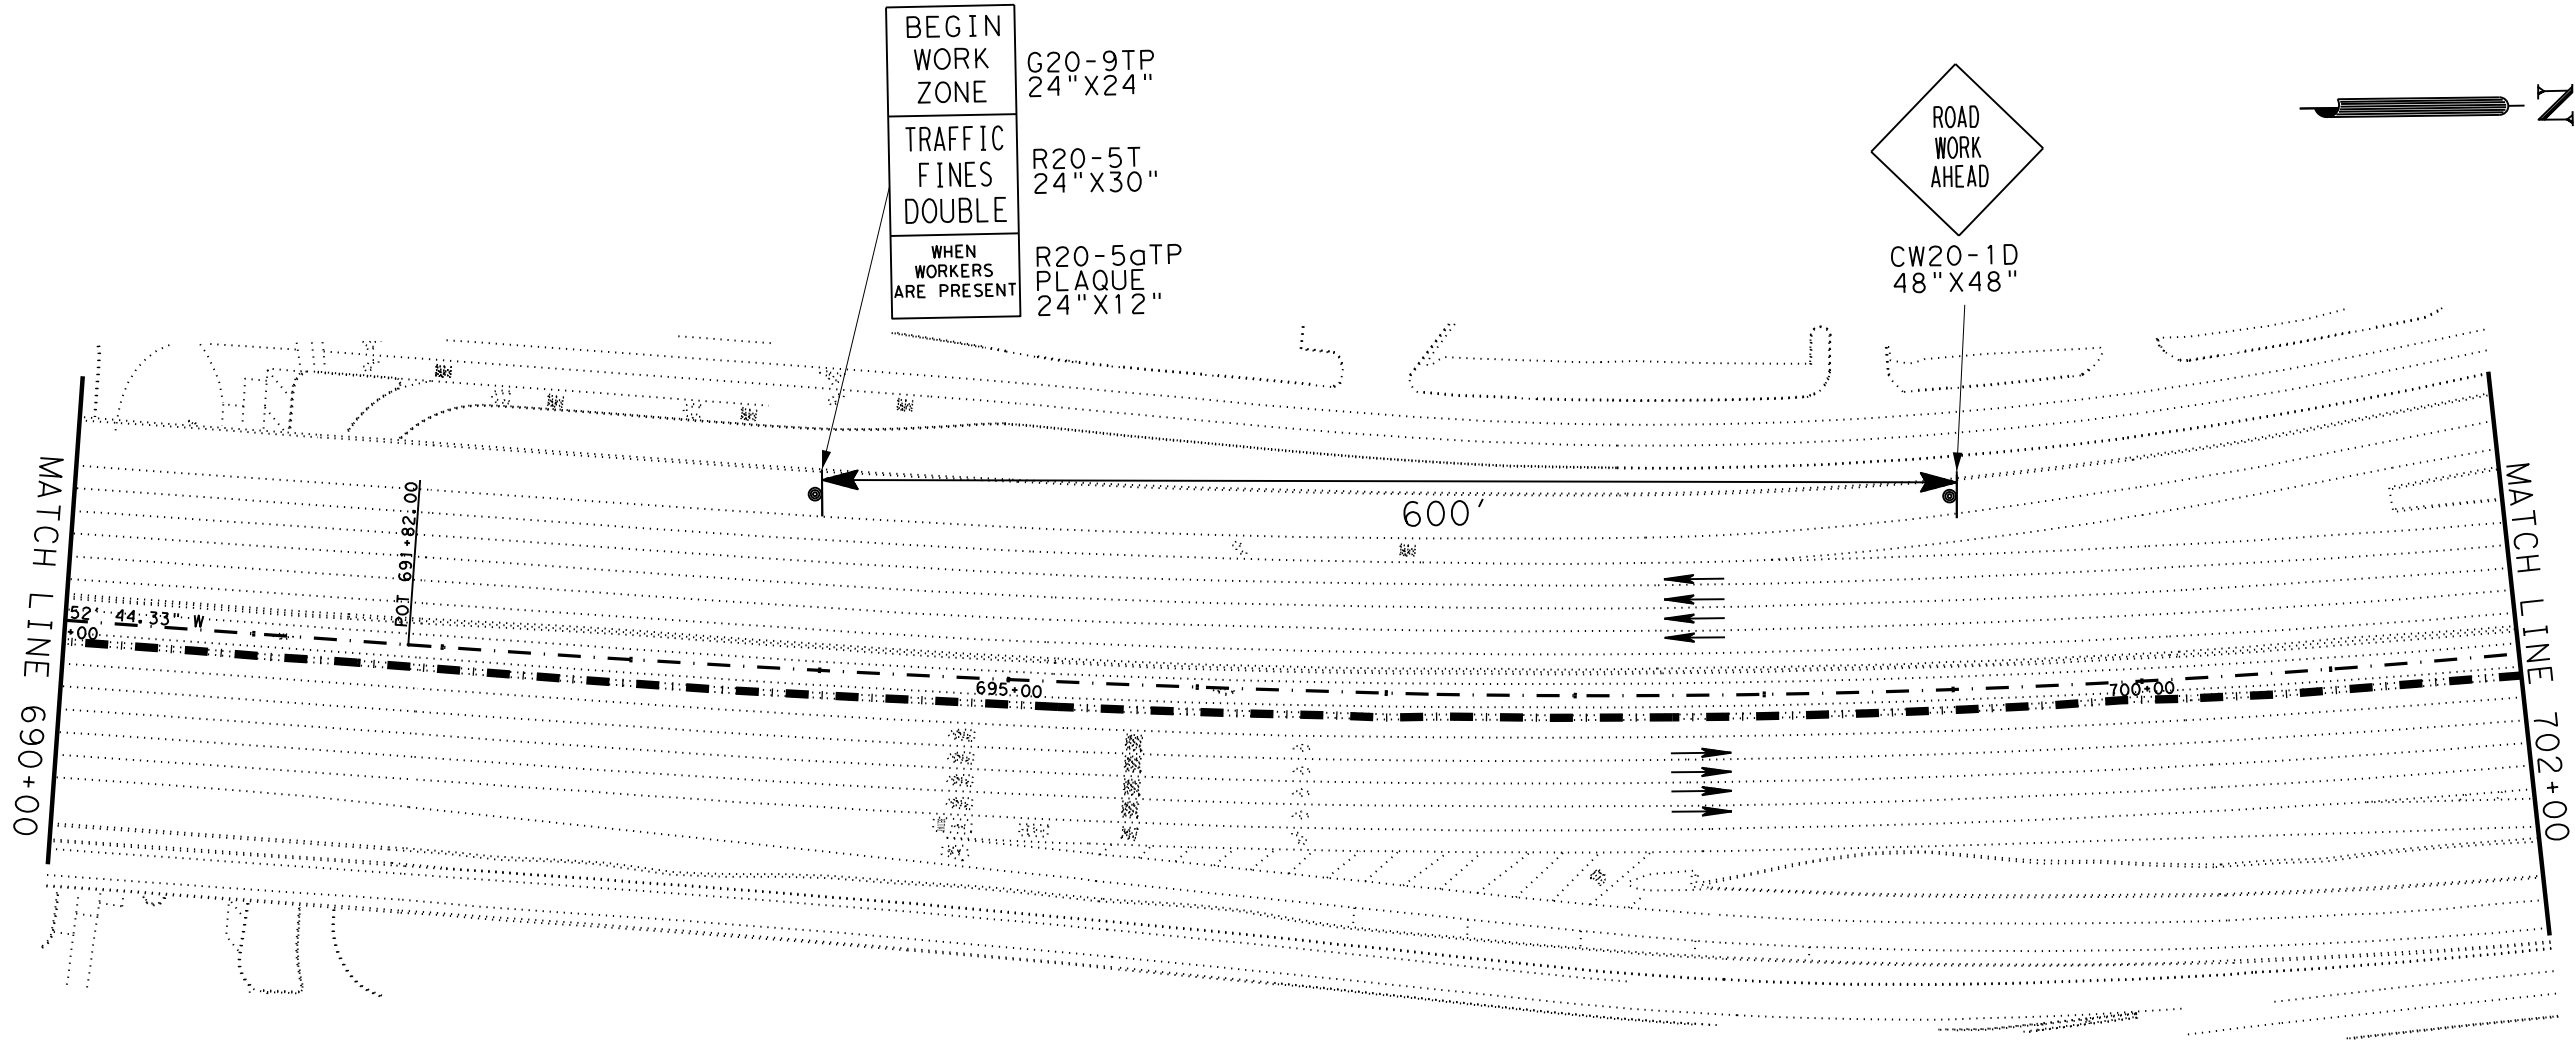 BEGIN
WORK
ZONE
G20-9TP
24"X24"
TRAFFIC
FINES
DOUBLE
R20-5T
24"X30"
WHEN
WORKERS
ARE PRESENT
R20-5aTP
PLAQUE
24"X12"
ROAD
WORK
AHEAD
CW20-1D
48"X48"
N
600'
MATCH LINE 690+00
POT 691+82.00
52' 44.33" W
+00
695+00
700+00
MATCH LINE 702+00